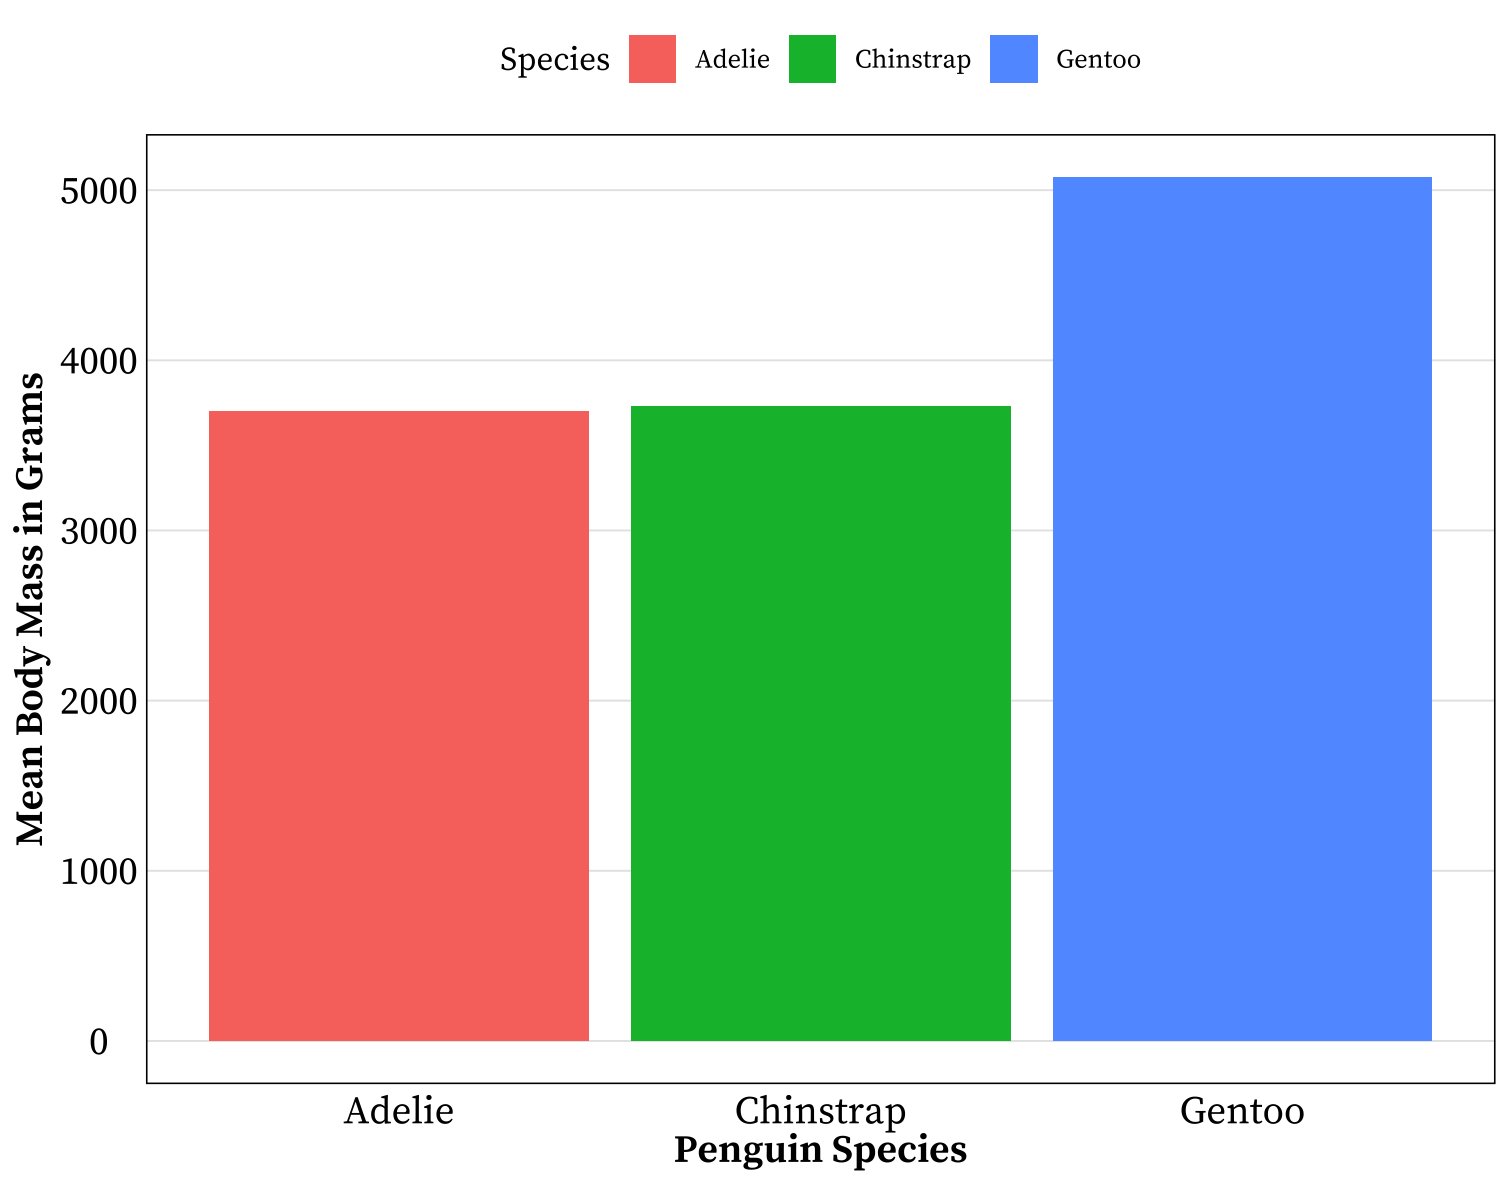 Species Adelie Chinstrap Gentoo
5000
4000
3000
2000
1000
0
Mean Body Mass in Grams
Adelie Chinstrap Gentoo
Penguin Species